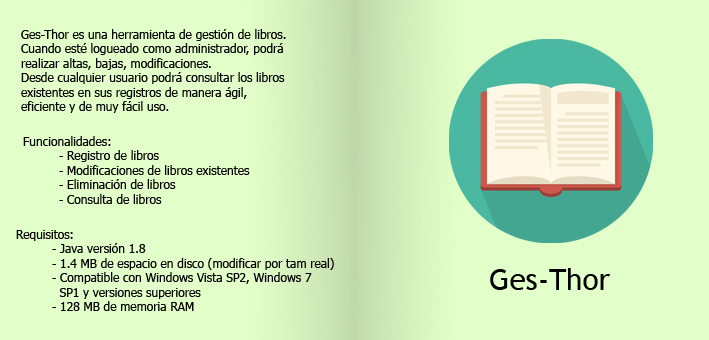 Ges-Thor es una herramienta de gestión de libros.
Cuando esté logueado como administrador, podrá
realizar altas, bajas, modificaciones.
Desde cualquier usuario podrá consultar los libros
existentes en sus registros de manera ágil,
eficiente y de muy fácil uso.
Funcionalidades:
- Registro de libros
- Modificaciones de libros existentes
- Eliminación de libros
- Consulta de libros
Requisitos:
- Java versión 1.8
- 1.4 MB de espacio en disco (modificar por tam real)
- Compatible con Windows Vista SP2, Windows 7
SP1 y versiones superiores
- 128 MB de memoria RAM
Ges-Thor